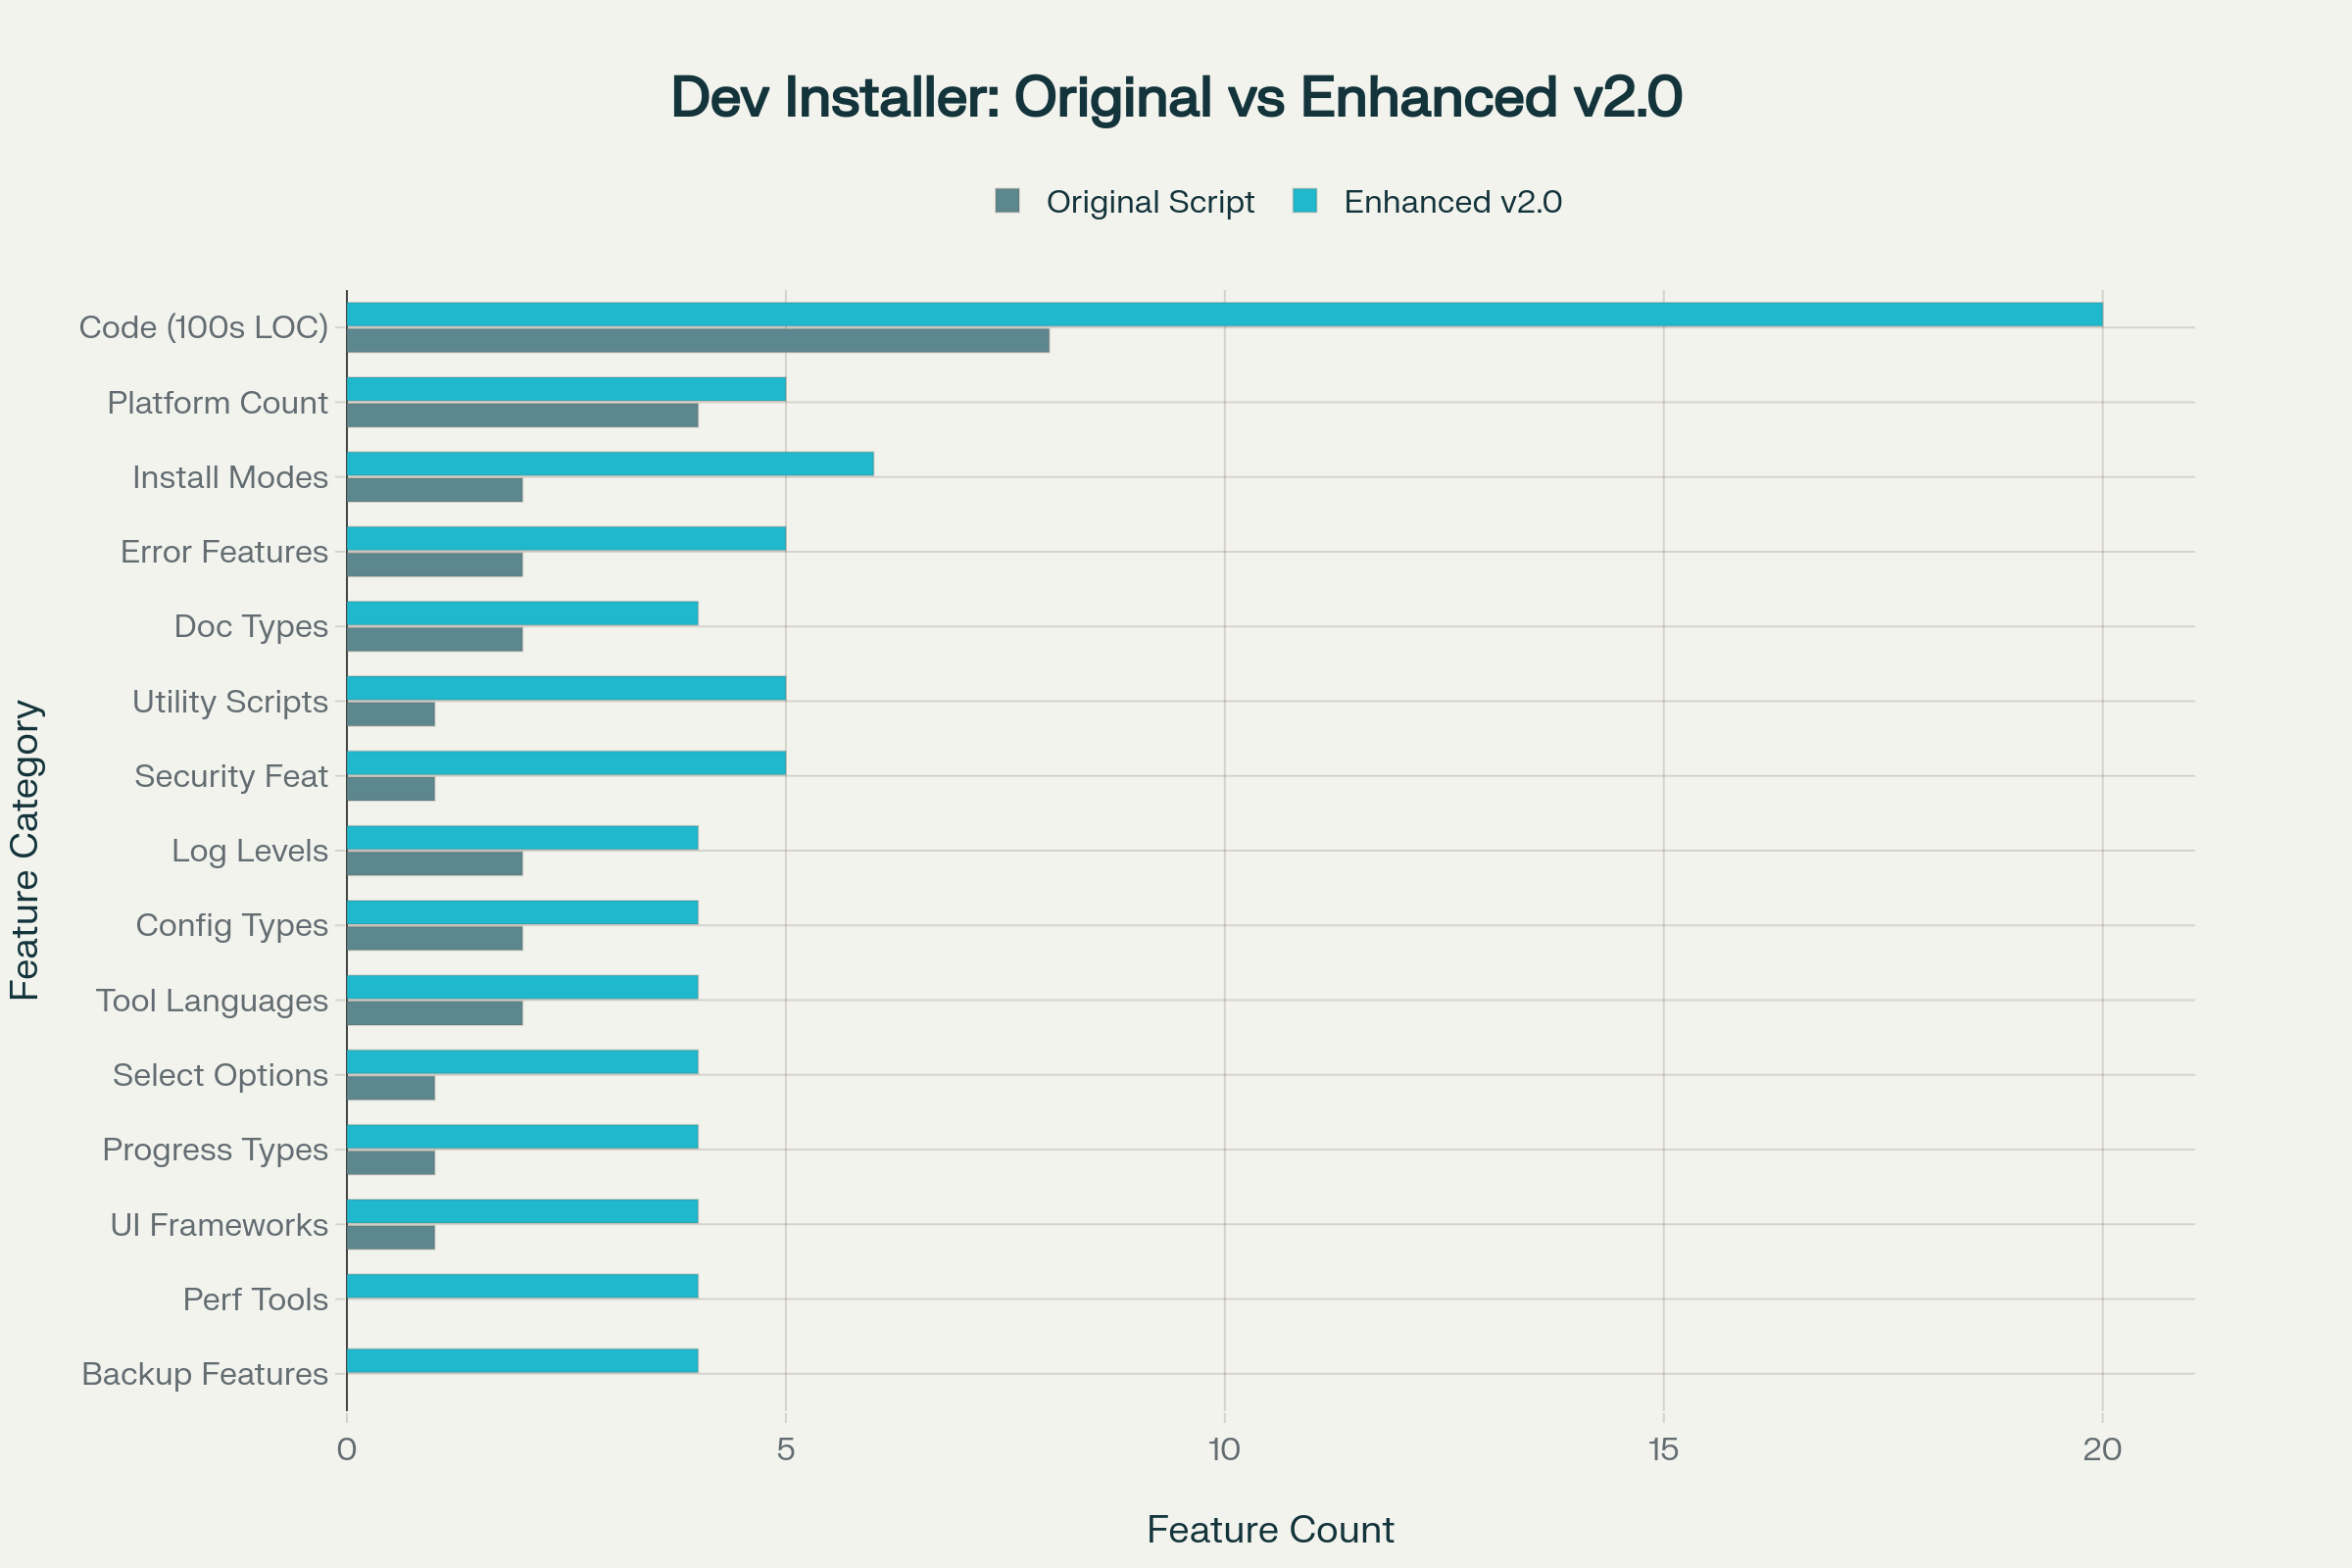 Dev Installer: Original vs Enhanced v2.0
Original Script
Enhanced v2.0
Feature Category
Code (100s LOC)
Platform Count
Install Modes
Error Features
Doc Types
Utility Scripts
Security Feat
Log Levels
Config Types
Tool Languages
Select Options
Progress Types
UI Frameworks
Perf Tools
Backup Features
0 5 10 15 20
Feature Count